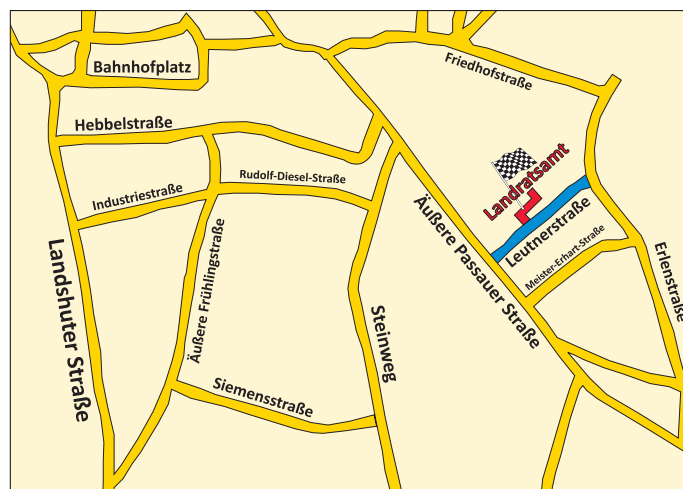 Bahnhofplatz
Friedhofstraße
Hebbelstraße
Landratsamt
Rudolf-Diesel-Straße
Industriestraße
Äußere Passauer Straße
Leutnerstraße
Meister-Erhart-Straße
Erlenstraße
Landshuter Straße
Äußere Frühlingstraße
Steinweg
Siemensstraße